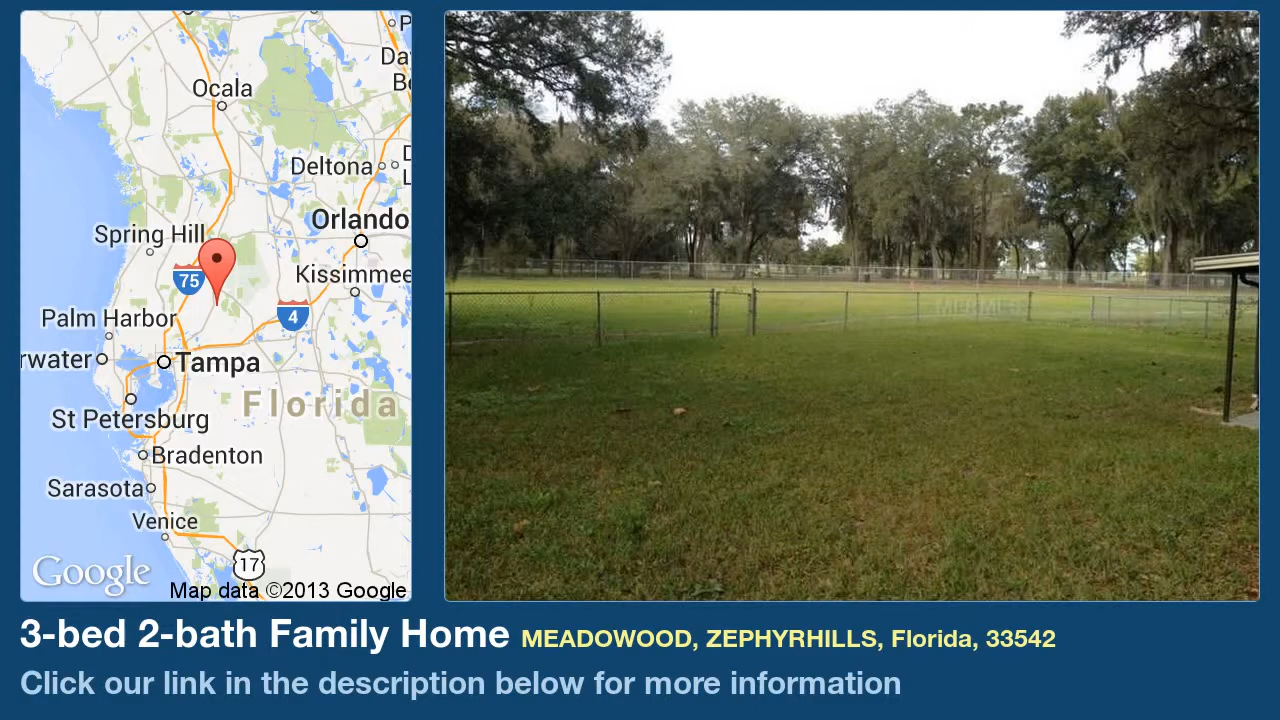 Ocala
Da
B
Deltona
Orlando
Spring Hill
75
Kissimmee
4
Palm Harbor
rwater
Tampa
Florida
St Petersburg
Bradenton
Sarasota
Venice
17
Google
Map data ©2013 Google
3-bed 2-bath Family Home MEADOWOOD, ZEPHYRHILLS, Florida, 33542
Click our link in the description below for more information